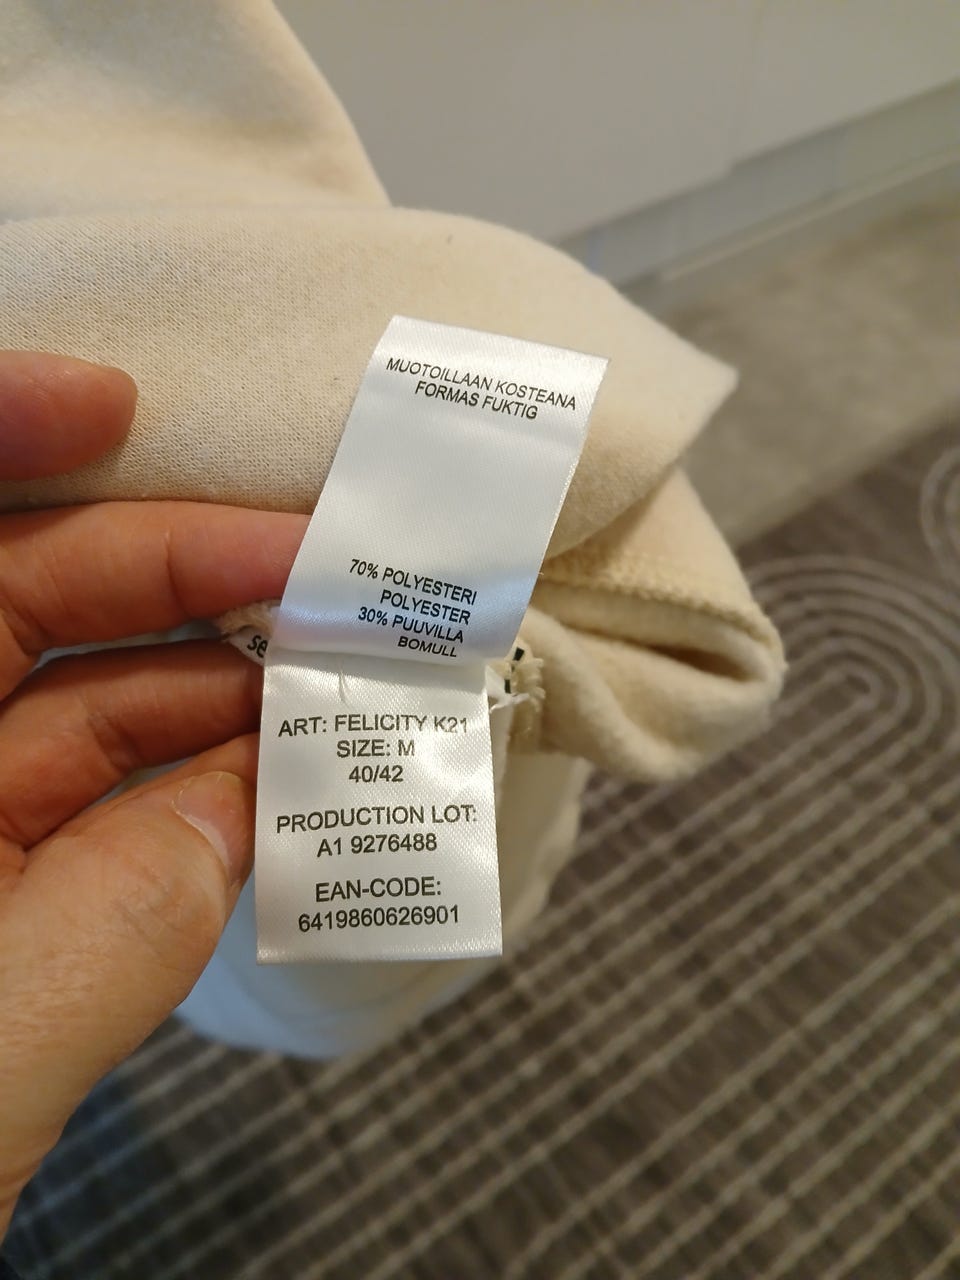 MUOTOILLAAN KOSTEANA
FORMAS FUKTIG
70% POLYESTERI
POLYESTER
30% PUUVILLA
BOMULL
se
ART: FELICITY K21
SIZE: M
40/42
PRODUCTION LOT:
A1 9276488
EAN-CODE:
6419860626901